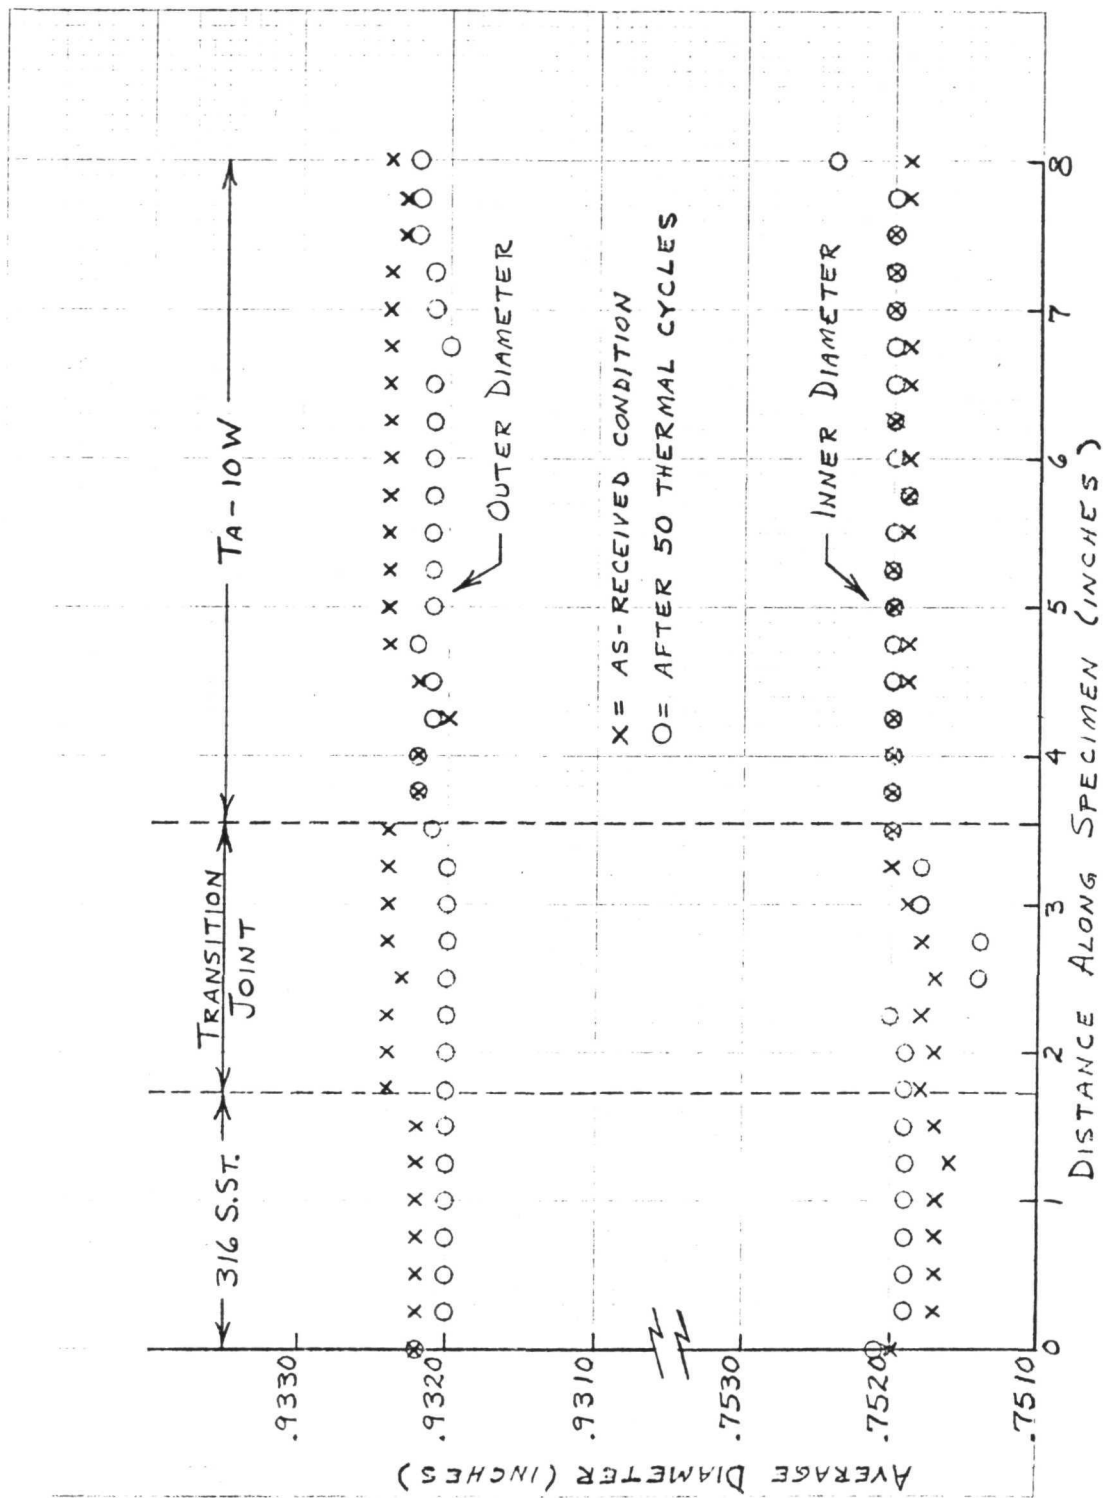 316 S.ST.
TRANSITION
JOINT
TA-10W
OUTER DIAMETER
X = AS-RECEIVED CONDITION
O = AFTER 50 THERMAL CYCLES
INNER DIAMETER
AVERAGE DIAMETER (INCHES)
.9330
.9320
.9310
.7530
.7520
.7510
0 1 2 3 4 5 6 7 8
DISTANCE ALONG SPECIMEN (INCHES)